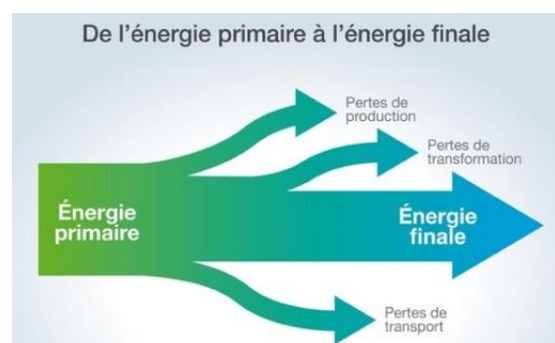 De l’énergie primaire à l’énergie finale
Pertes de
production
Pertes de
transformation
Énergie
primaire
Énergie
finale
Pertes de
transport